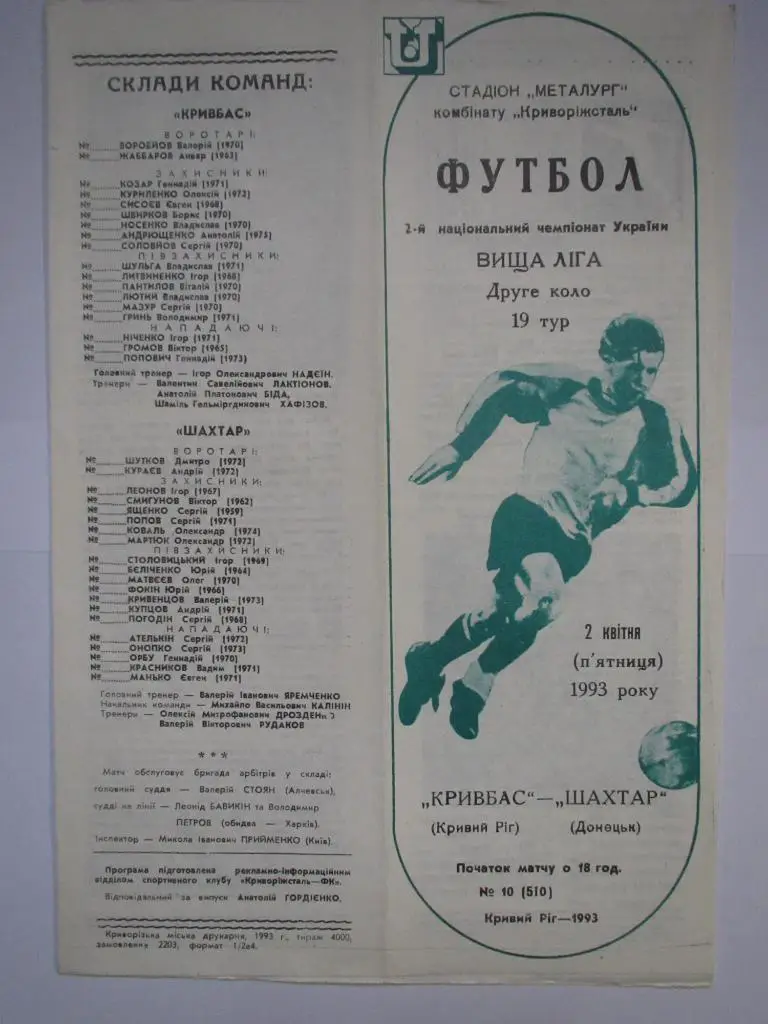 СКЛАДИ КОМАНД:
«КРИВБАС»
ВОРОТАРІ:
№ ВОРОБЙОВ Валерій (1970)
№ ЖАББАРОВ Анвар (1963)
ЗАХИСНИКИ:
№ КОЗАР Геннадій (1971)
№ КУРИЛЕНКО Олексій (1972)
№ СИСОЄВ Євген (1968)
№ ШВИРКОВ Борис (1970)
№ НОСЕНКО Владислав (1970)
№ АНДРЮЩЕНКО Анатолій (1975)
№ СОЛОВЙОВ Сергій (1970)
ПІВЗАХИСНИКИ:
№ ШУЛЬГА Владислав (1971)
№ ЛИТВИНЕНКО Ігор (1968)
№ ПАНТИЛОВ Віталій (1970)
№ ЛЮТИЙ Владислав (1970)
№ МАЗУР Сергій (1970)
№ ГРИНЬ Володимир (1971)
НАПАДАЮЧІ:
№ НІЧЕНКО Ігор (1971)
№ ГРОМОВ Віктор (1965)
№ ПОПОВИЧ Геннадій (1973)
Головний тренер — Ігор Олександрович НАДЄЇН.
Тренери — Валентин Савелійович ЛАКТІОНОВ.
Анатолій Платонович БІДА,
Шаміль Гельміргдинович ХАФІЗОВ.
«ШАХТАР»
ВОРОТАРІ:
№ ШУТКОВ Дмитро (1972)
№ КУРАЄВ Андрій (1972)
ЗАХИСНИКИ:
№ ЛЕОНОВ Ігор (1967)
№ СМИГУНОВ Віктор (1962)
№ ЯЩЕНКО Сергій (1959)
№ ПОПОВ Сергій (1971)
№ КОВАЛЬ Олександр (1974)
№ МАРТЮК Олександр (1972)
ПІВЗАХИСНИКИ:
№ СТОЛОВИЦЬКИЙ Ігор (1969)
№ БЄЛІЧЕНКО Юрій (1964)
№ МАТВЄЄВ Олег (1970)
№ ФОКІН Юрій (1966)
№ КРИВЕНЦОВ Валерій (1973)
№ КУПЦОВ Андрій (1971)
№ ПОГОДІН Сергій (1968)
НАПАДАЮЧІ:
№ АТЕЛЬКІН Сергій (1972)
№ ОНОПКО Сергій (1973)
№ ОРБУ Геннадій (1970)
№ КРАСНИКОВ Вадим (1971)
№ МАНЬКО Євген (1971)
Головний тренер — Валерій Іванович ЯРЕМЧЕНКО
Начальник команди — Михайло Васильович КАЛІНІН
Тренери — Олексій Митрофанович ДРОЗДЕН
Валерій Вікторович РУДАКОВ
* * *
Матч обслуговує бригада арбітрів у складі:
головний суддя — Валерій СТОЯН (Алчевськ),
судді на лінії — Леонід БАВИКІН та Володимир
ПЕТРОВ (обидва — Харків).
Інспектор — Микола Іванович ПРИЙМЕНКО (Київ).
Програма підготовлена рекламно-інформаційним
відділом спортивного клубу «Криворіжсталь—ФК».
Відповідальний за випуск Анатолій ГОРДІЄНКО.
Криворізька міська друкарня, 1993 г., тираж 4000,
замовлення 2203, формат 1/2а4.
СТАДІОН „МЕТАЛУРГ"
комбінату „Криворіжсталь"
ФУТБОЛ
2-й національний чемпіонат України
ВИЩА ЛІГА
Друге коло
19 тур
2 квітня
(п'ятниця)
1993 року
„КРИВБАС"—„ШАХТАР"
(Кривий Ріг) (Донецьк)
Початок матчу о 18 год.
№ 10 (510)
Кривий Ріг—1993